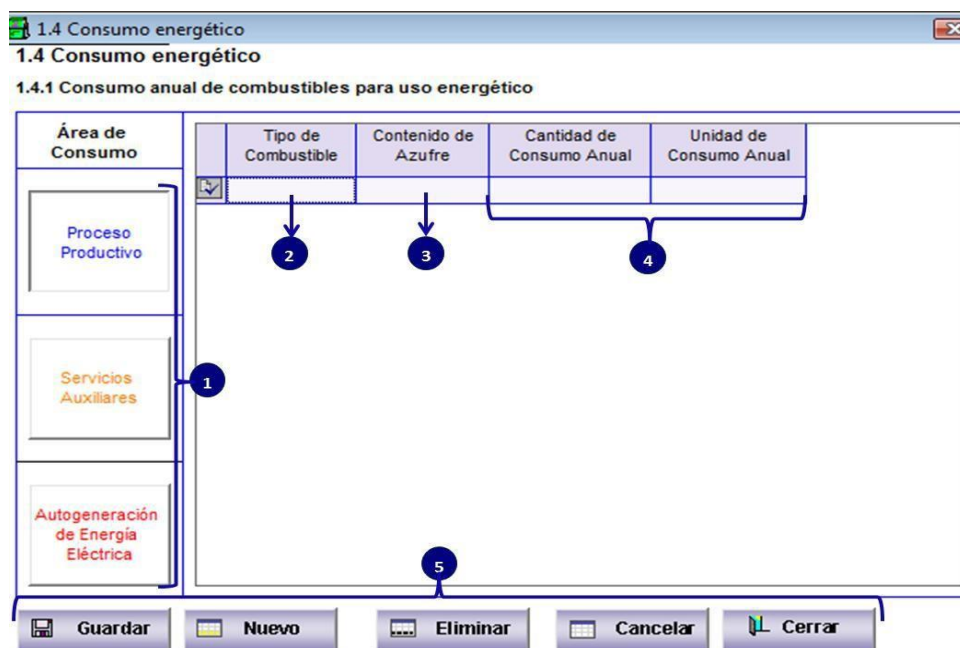 1.4 Consumo energético
1.4 Consumo energético
1.4.1 Consumo anual de combustibles para uso energético
Área de
Consumo
Tipo de
Combustible
Contenido de
Azufre
Cantidad de
Consumo Anual
Unidad de
Consumo Anual
Proceso
Productivo
2
3
4
Servicios
Auxiliares
1
Autogeneración
de Energía
Eléctrica
5
Guardar
Nuevo
Eliminar
Cancelar
Cerrar